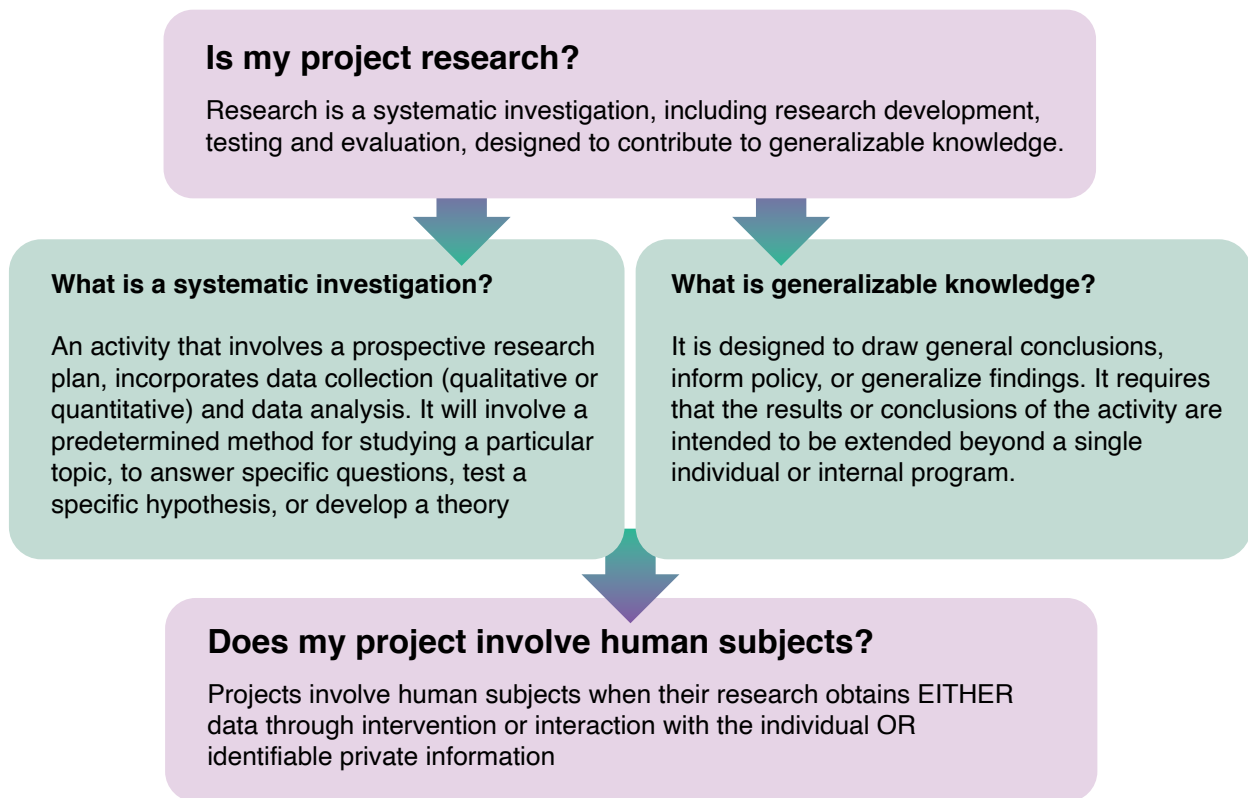 Is my project research?
Research is a systematic investigation, including research development,
testing and evaluation, designed to contribute to generalizable knowledge.
What is a systematic investigation?
An activity that involves a prospective research
plan, incorporates data collection (qualitative or
quantitative) and data analysis. It will involve a
predetermined method for studying a particular
topic, to answer specific questions, test a
specific hypothesis, or develop a theory
What is generalizable knowledge?
It is designed to draw general conclusions,
inform policy, or generalize findings. It requires
that the results or conclusions of the activity are
intended to be extended beyond a single
individual or internal program.
Does my project involve human subjects?
Projects involve human subjects when their research obtains EITHER
data through intervention or interaction with the individual OR
identifiable private information